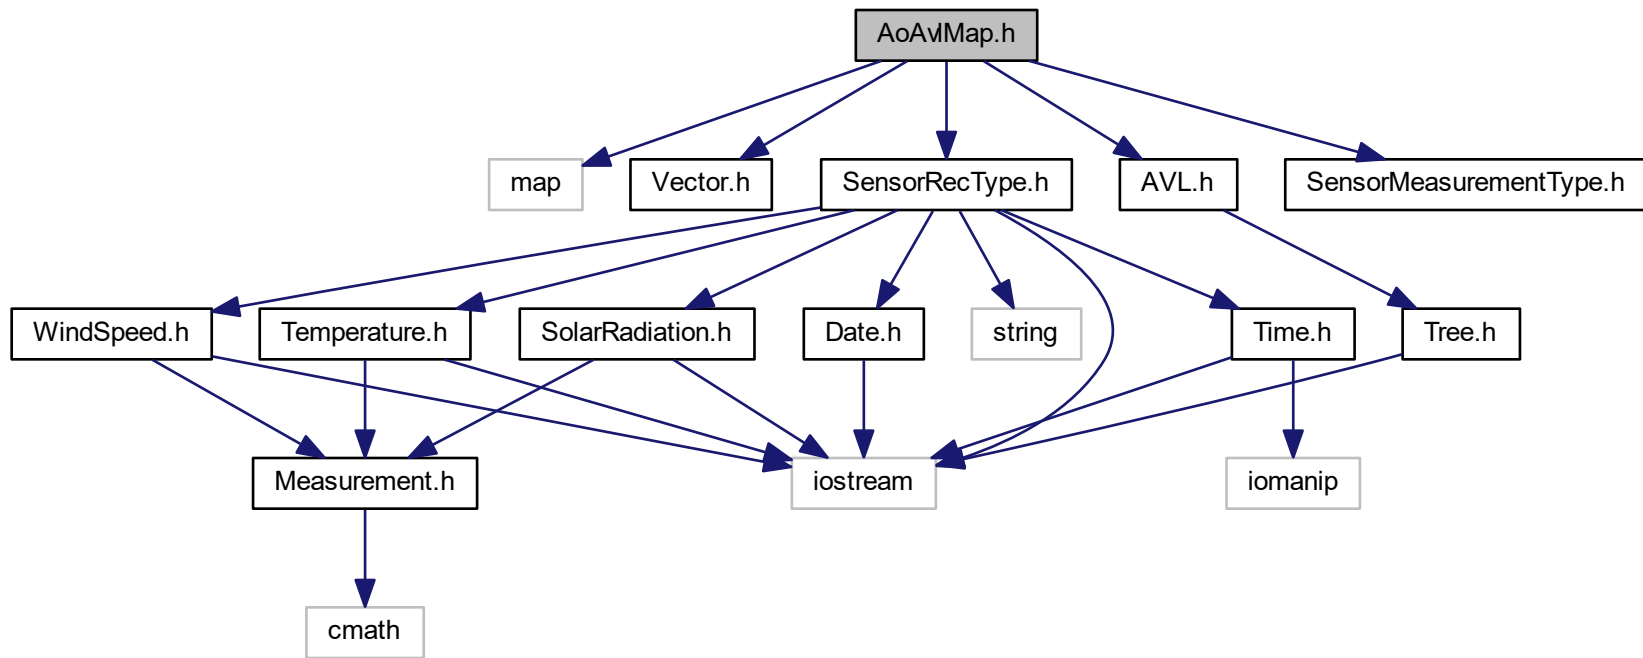 AoAvlMap.h
map
Vector.h
SensorRecType.h
AVL.h
SensorMeasurementType.h
WindSpeed.h
Temperature.h
SolarRadiation.h
Date.h
string
Time.h
Tree.h
Measurement.h
iostream
iomanip
cmath